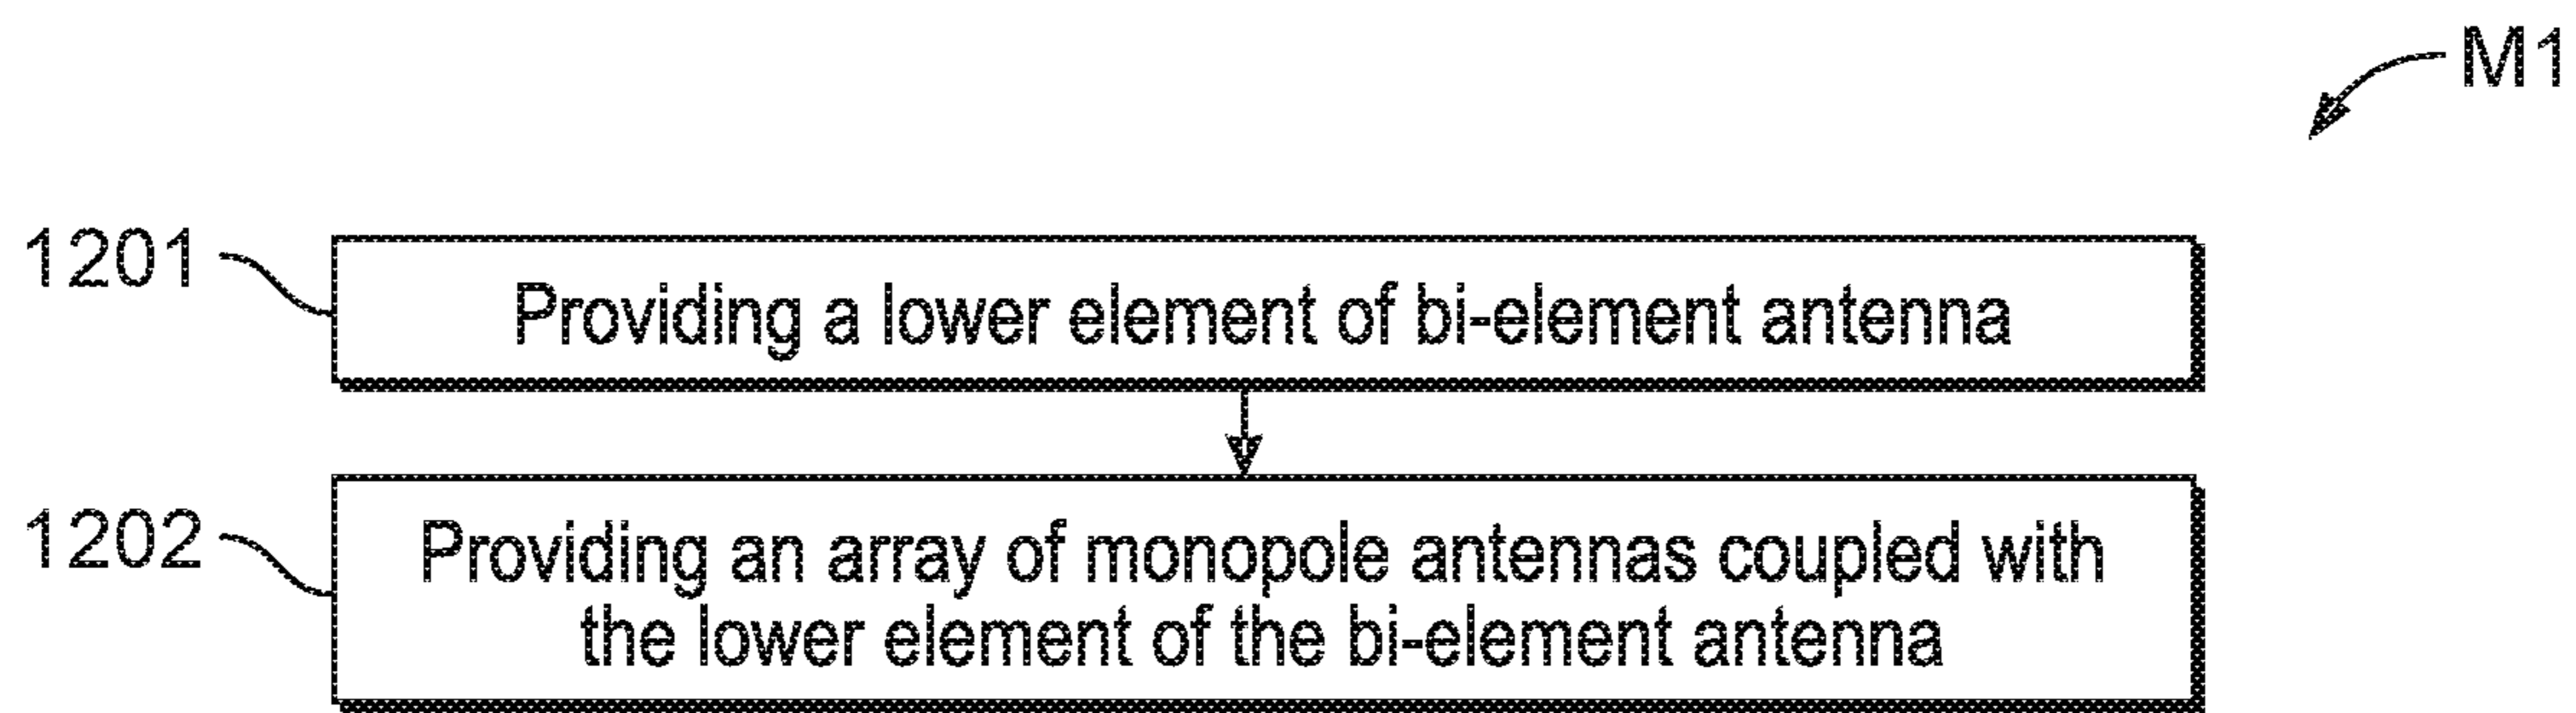 M1
1201
Providing a lower element of bi-element antenna
1202
Providing an array of monopole antennas coupled with
the lower element of the bi-element antenna